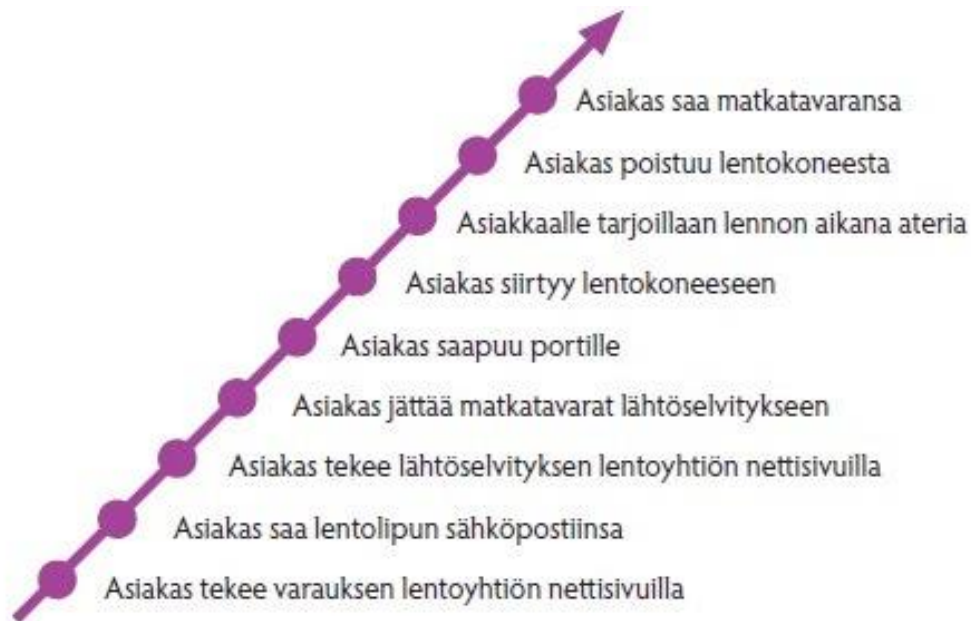 Asiakas saa matkatavaransa
Asiakas poistuu lentokoneesta
Asiakkaalle tarjoillaan lennon aikana ateria
Asiakas siirtyy lentokoneeseen
Asiakas saapuu portille
Asiakas jättää matkatavarat lähtöselvitykseen
Asiakas tekee lähtöselvityksen lentoyhtiön nettisivuilla
Asiakas saa lentolipun sähköpostiinsa
Asiakas tekee varauksen lentoyhtiön nettisivuilla